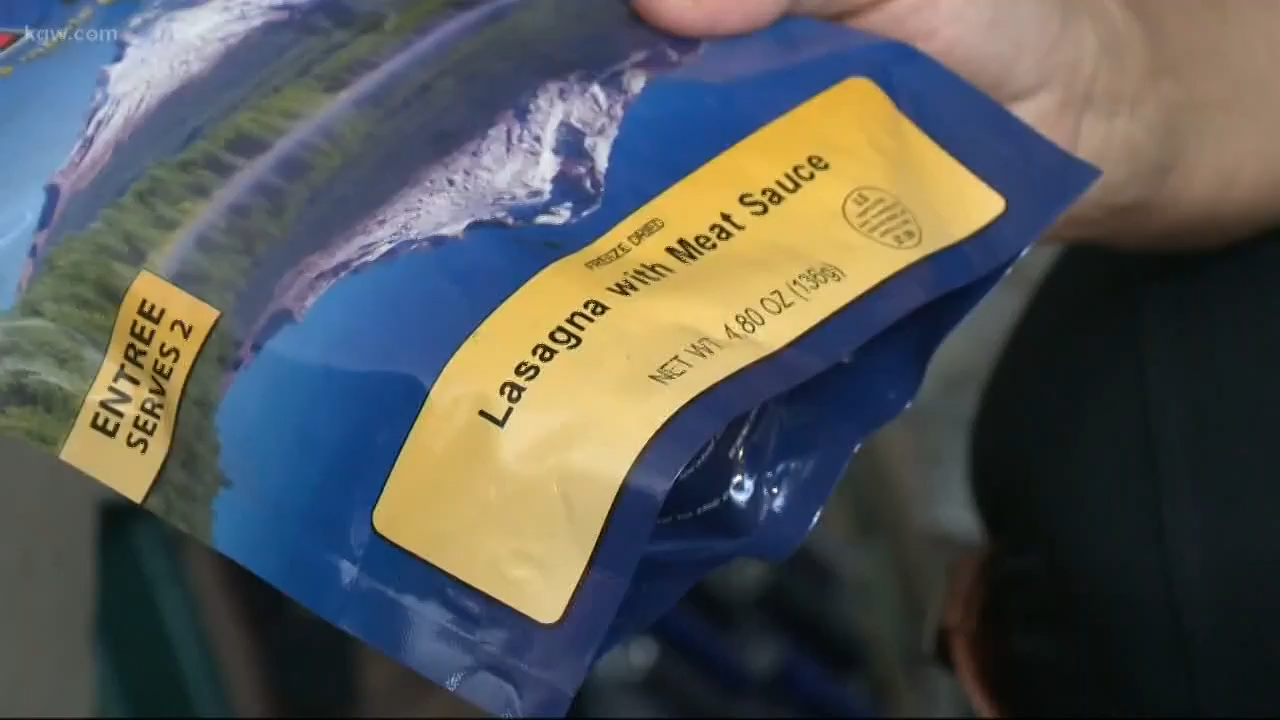 kgw.com
ENTREE
SERVES 2
FREEZE DRIED
Lasagna with Meat Sauce
NET WT 4.80 OZ (136g)